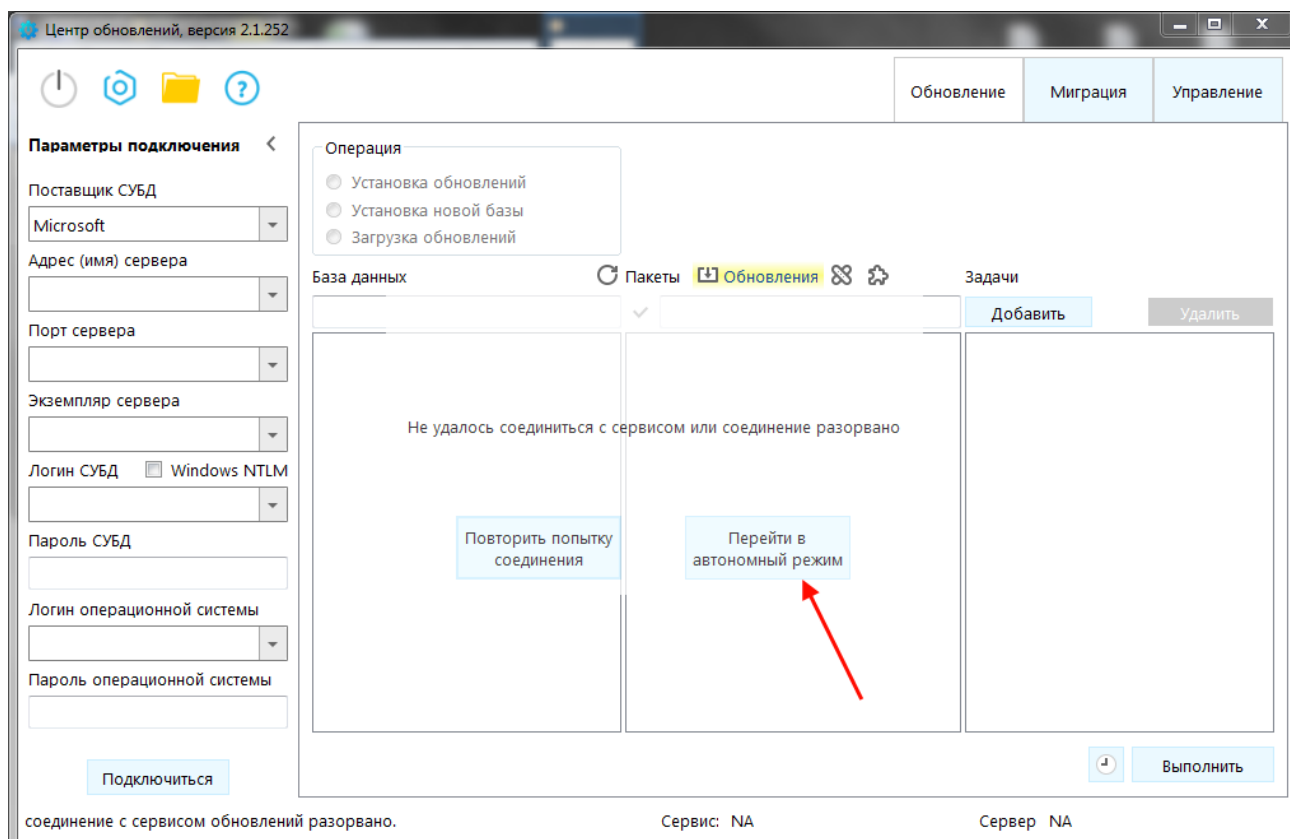 Центр обновлений, версия 2.1.252
Обновление
Миграция
Управление
Параметры подключения
Поставщик СУБД
Microsoft
Адрес (имя) сервера
Порт сервера
Экземпляр сервера
Логин СУБД
Windows NTLM
Пароль СУБД
Логин операционной системы
Пароль операционной системы
Подключиться
Операция
Установка обновлений
Установка новой базы
Загрузка обновлений
База данных
Пакеты
Обновления
Задачи
Добавить
Удалить
Не удалось соединиться с сервисом или соединение разорвано
Повторить попытку
соединения
Перейти в
автономный режим
Выполнить
соединение с сервисом обновлений разорвано.
Сервис: NA
Сервер NA